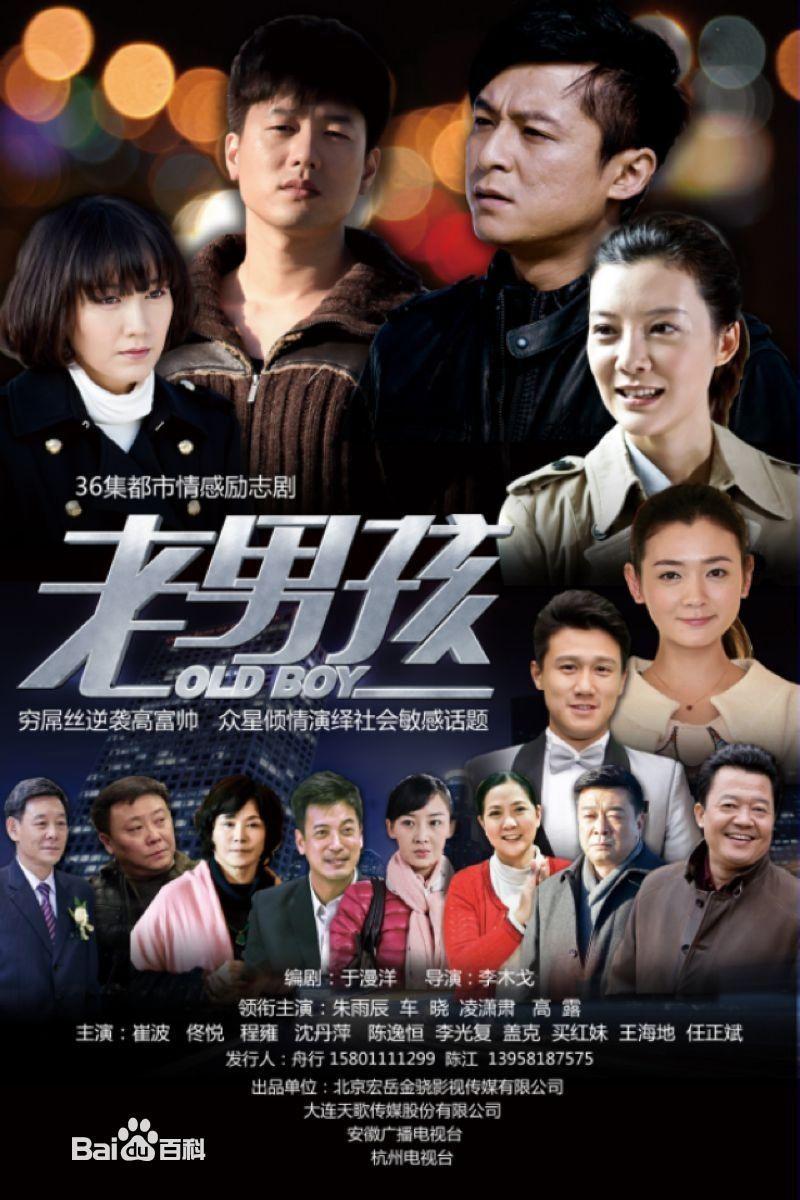 36集都市情感励志剧
老男孩
OLD BOY
穷屌丝逆袭高富帅 众星倾情演绎社会敏感话题
编剧：于漫洋 导演：李木戈
领衔主演：朱雨辰 车 晓 凌潇肃 高 露
主演：崔波 佟悦 程雍 沈丹萍 陈逸恒 李光复 盖克 买红妹 王海地 任正斌
发行人：舟行 15801111299 陈江 13958187575
出品单位：北京宏岳金骁影视传媒有限公司
大连天歌传媒股份有限公司
安徽广播电视台
杭州电视台
Baidu百科